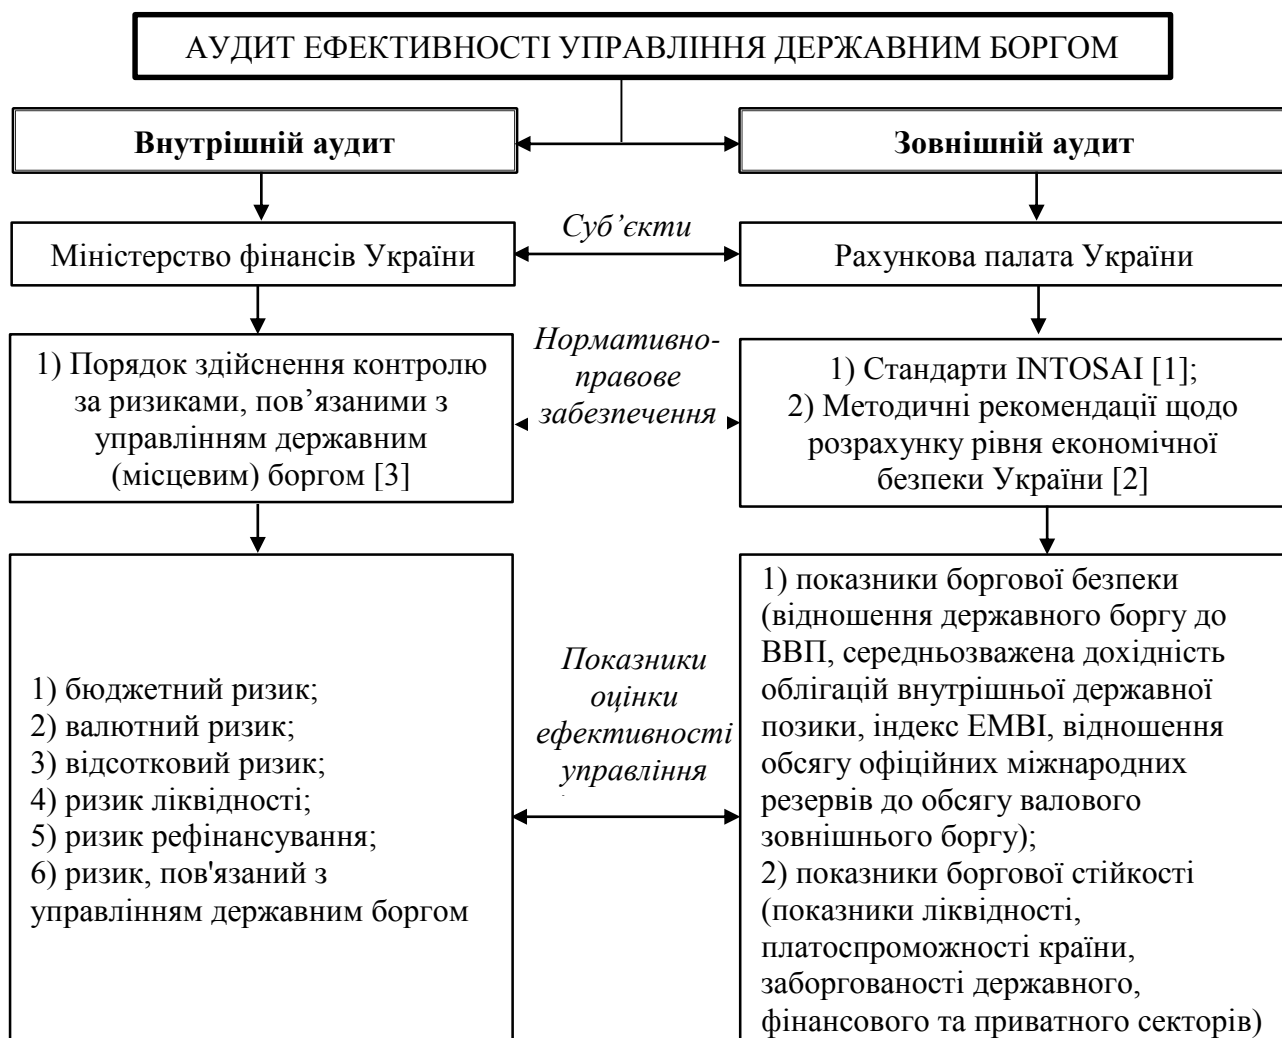 АУДИТ ЕФЕКТИВНОСТІ УПРАВЛІННЯ ДЕРЖАВНИМ БОРГОМ
Внутрішній аудит
Зовнішній аудит
Суб’єкти
Міністерство фінансів України
Рахункова палата України
Нормативно-
правове
забезпечення
1) Порядок здійснення контролю
за ризиками, пов’язаними з
управлінням державним
(місцевим) боргом [3]
1) Стандарти INTOSAI [1];
2) Методичні рекомендації щодо
розрахунку рівня економічної
безпеки України [2]
Показники
оцінки
ефективності
управління
1) бюджетний ризик;
2) валютний ризик;
3) відсотковий ризик;
4) ризик ліквідності;
5) ризик рефінансування;
6) ризик, пов'язаний з
управлінням державним боргом
1) показники боргової безпеки
(відношення державного боргу до
ВВП, середньозважена дохідність
облігацій внутрішньої державної
позики, індекс EMBI, відношення
обсягу офіційних міжнародних
резервів до обсягу валового
зовнішнього боргу);
2) показники боргової стійкості
(показники ліквідності,
платоспроможності країни,
заборгованості державного,
фінансового та приватного секторів)